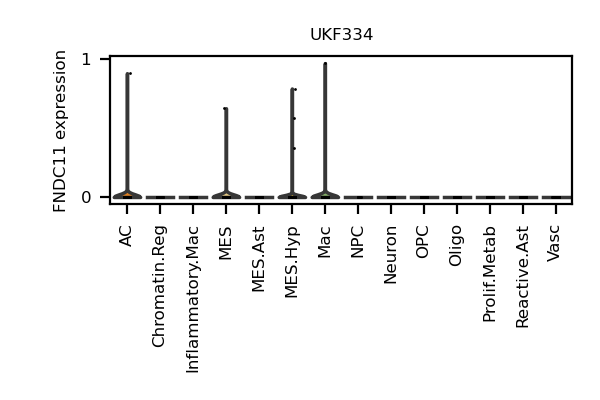 UKF334
FNDC11 expression
1
0
AC
Chromatin.Reg
Inflammatory.Mac
MES
MES.Ast
MES.Hyp
Mac
NPC
Neuron
OPC
Oligo
Prolif.Metab
Reactive.Ast
Vasc